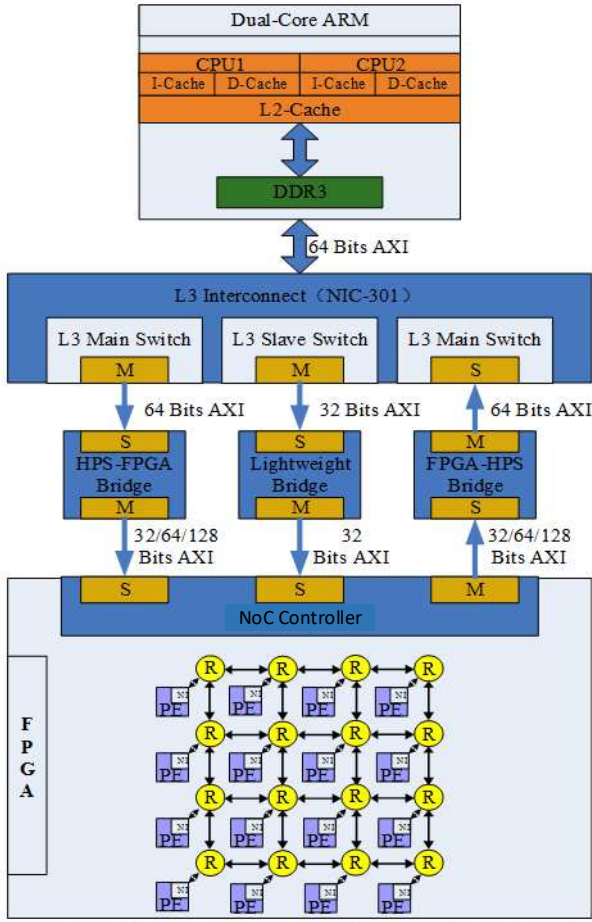 Dual-Core ARM
CPU1 CPU2
I-Cache D-Cache I-Cache D-Cache
L2-Cache
DDR3
64 Bits AXI
L3 Interconnect（NIC-301）
L3 Main Switch L3 Slave Switch L3 Main Switch
M M S
64 Bits AXI 32 Bits AXI 64 Bits AXI
S S M
HPS-FPGA Lightweight FPGA-HPS
Bridge Bridge Bridge
M M S
32/64/128 32 32/64/128
Bits AXI Bits AXI Bits AXI
S S M
NoC Controller
FPGA
R R R R
NI NI NI NI
PE PE PE PE
R R R R
NI NI NI NI
PE PE PE PE
R R R R
NI NI NI NI
PE PE PE PE
R R R R
NI NI NI NI
PE PE PE PE